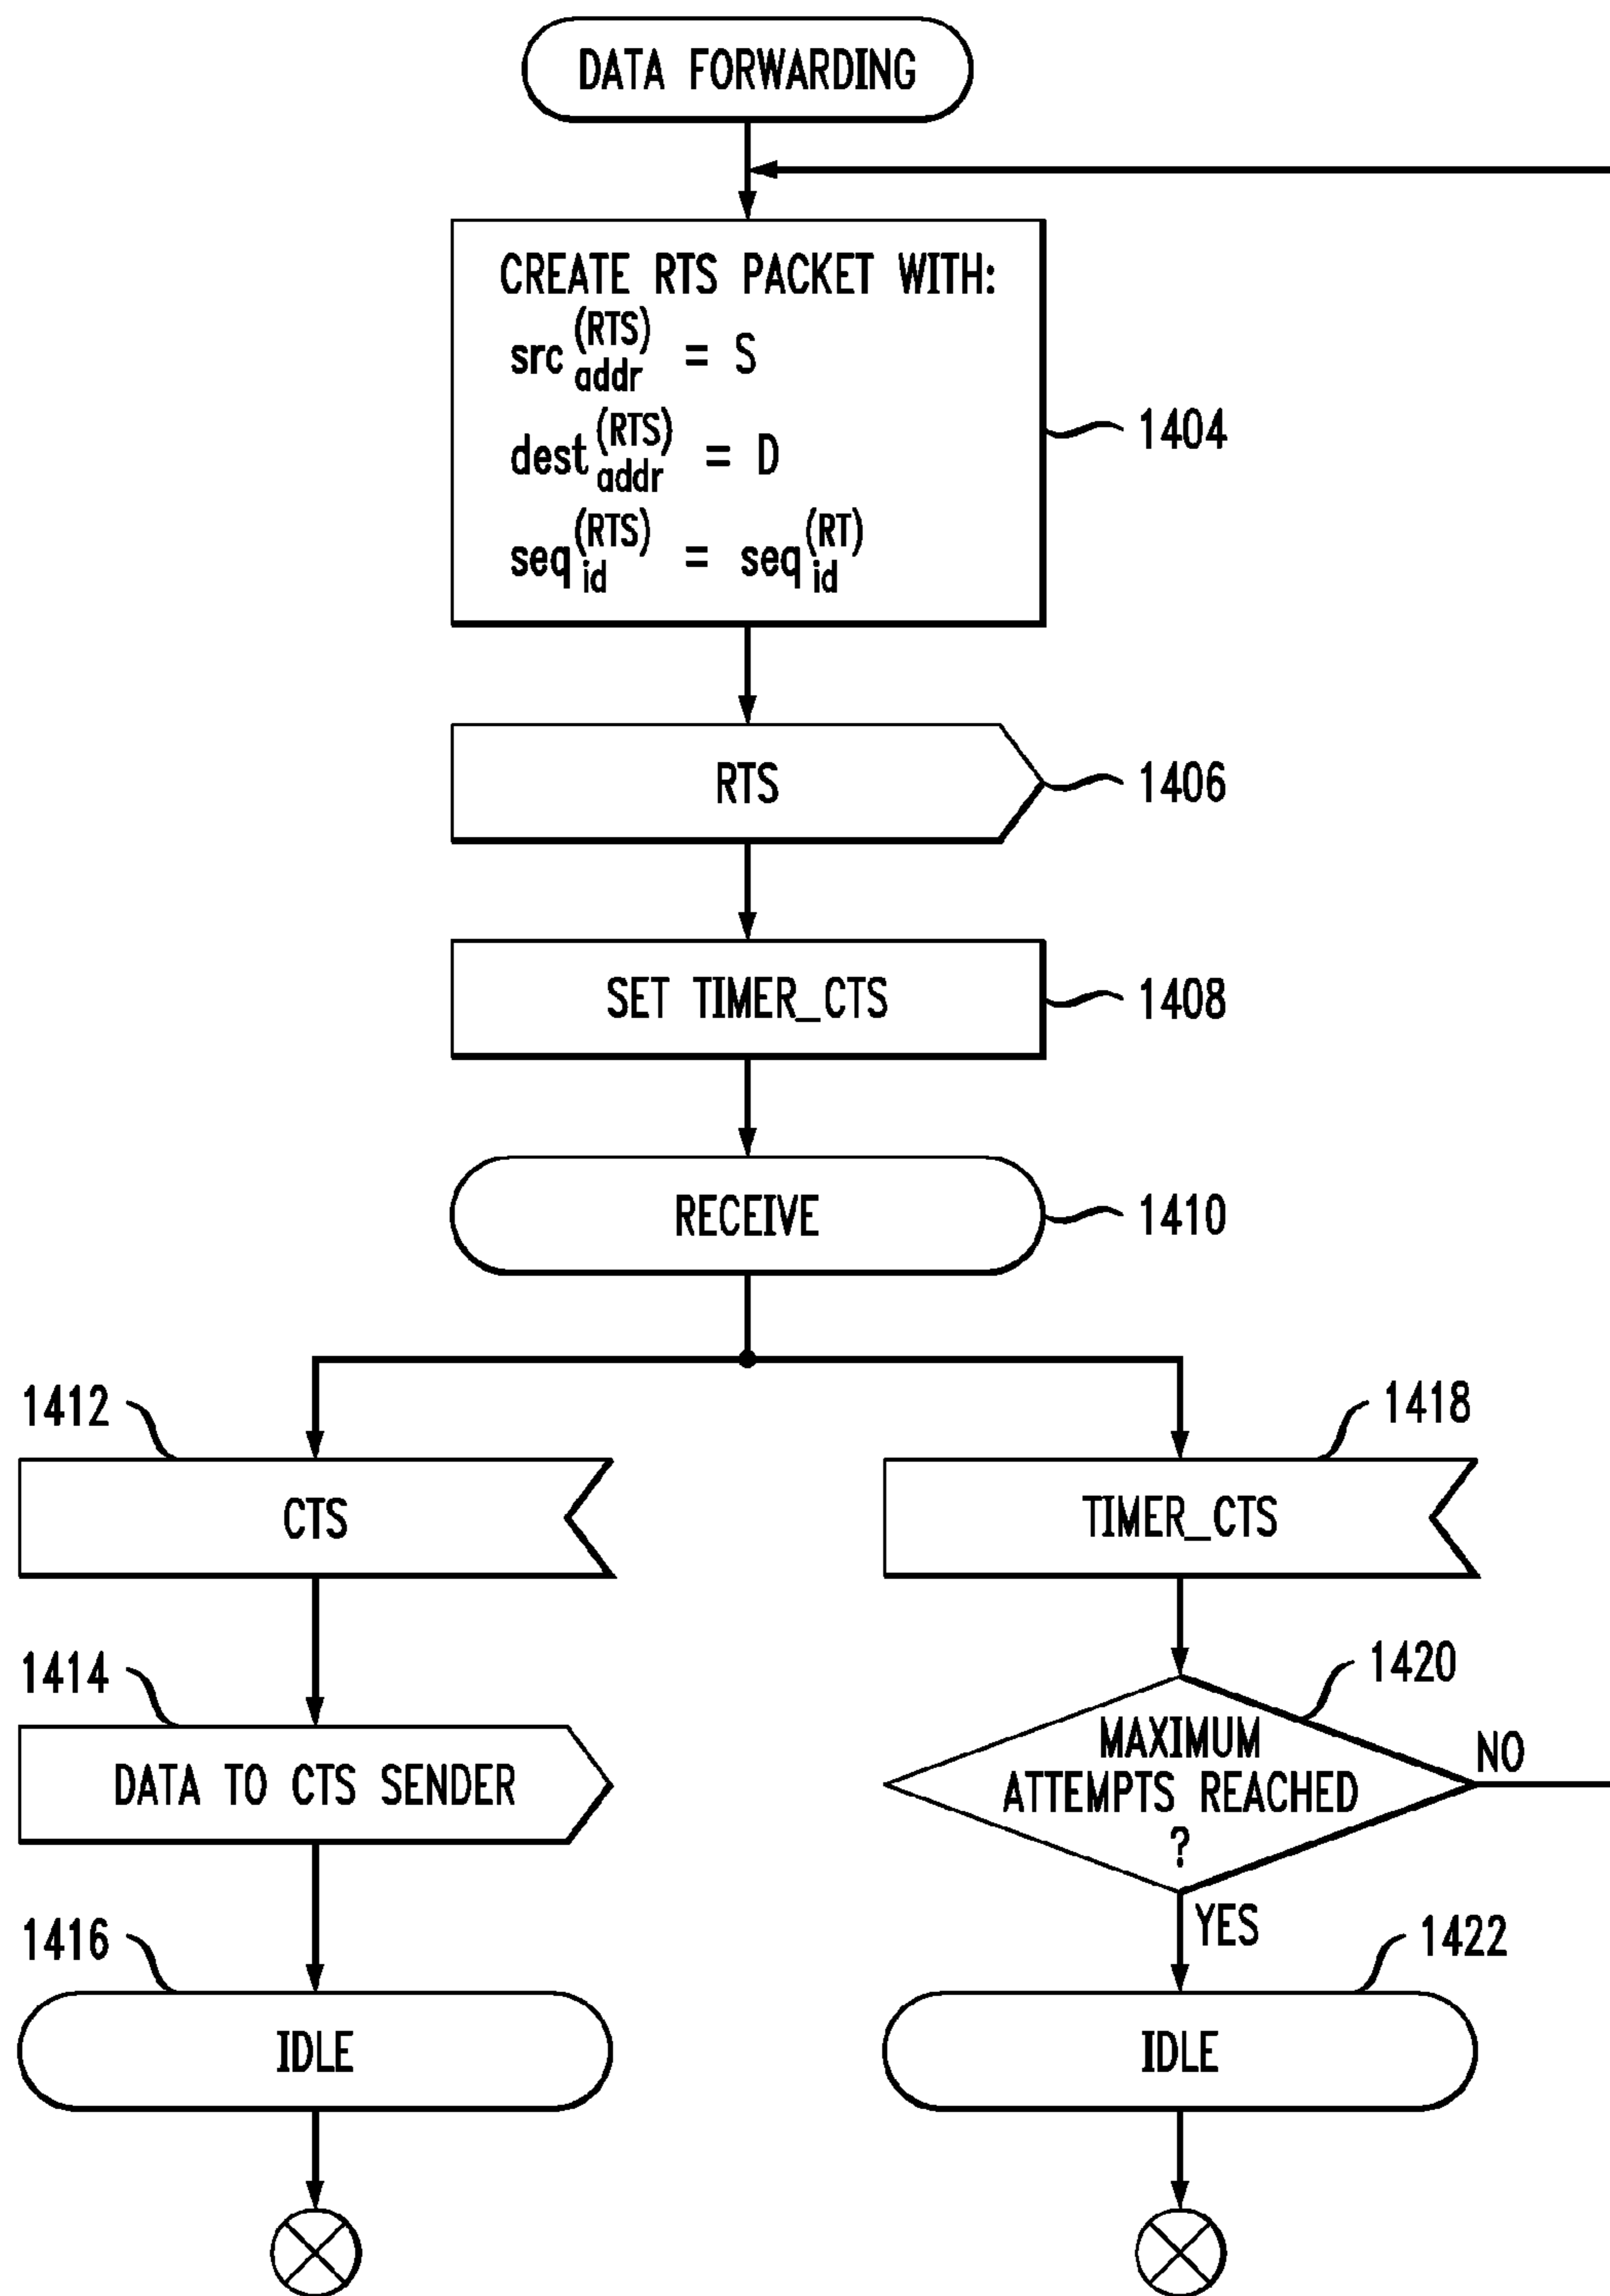 DATA FORWARDING
CREATE RTS PACKET WITH:
src addr (RTS) = S
dest addr (RTS) = D
seq id (RTS) = seq id (RT)
1404
RTS
1406
SET TIMER_CTS
1408
RECEIVE
1410
1412
CTS
1418
TIMER_CTS
1414
DATA TO CTS SENDER
1420
MAXIMUM
ATTEMPTS REACHED
?
NO
YES
1416
IDLE
1422
IDLE